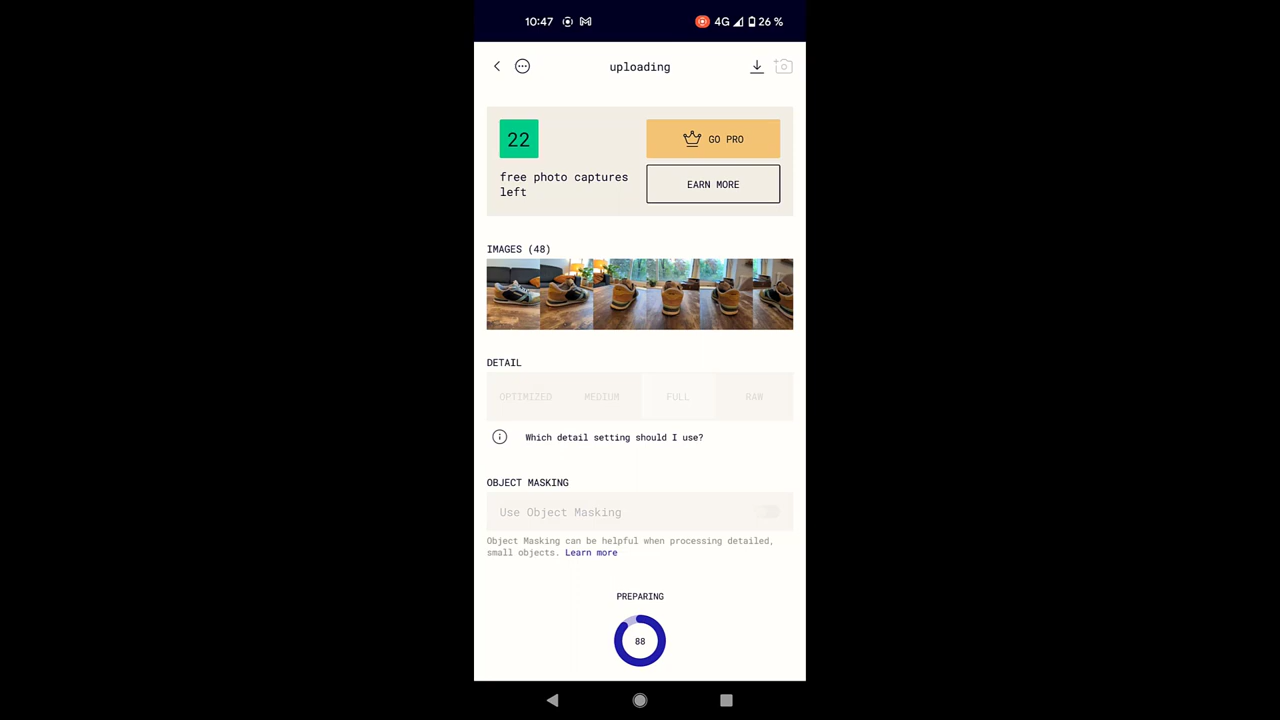 10:47 4G 26 %
uploading
22
GO PRO
free photo captures
left
EARN MORE
IMAGES (48)
DETAIL
OPTIMIZED MEDIUM FULL RAW
Which detail setting should I use?
OBJECT MASKING
Use Object Masking
Object Masking can be helpful when processing detailed,
small objects. Learn more
PREPARING
88